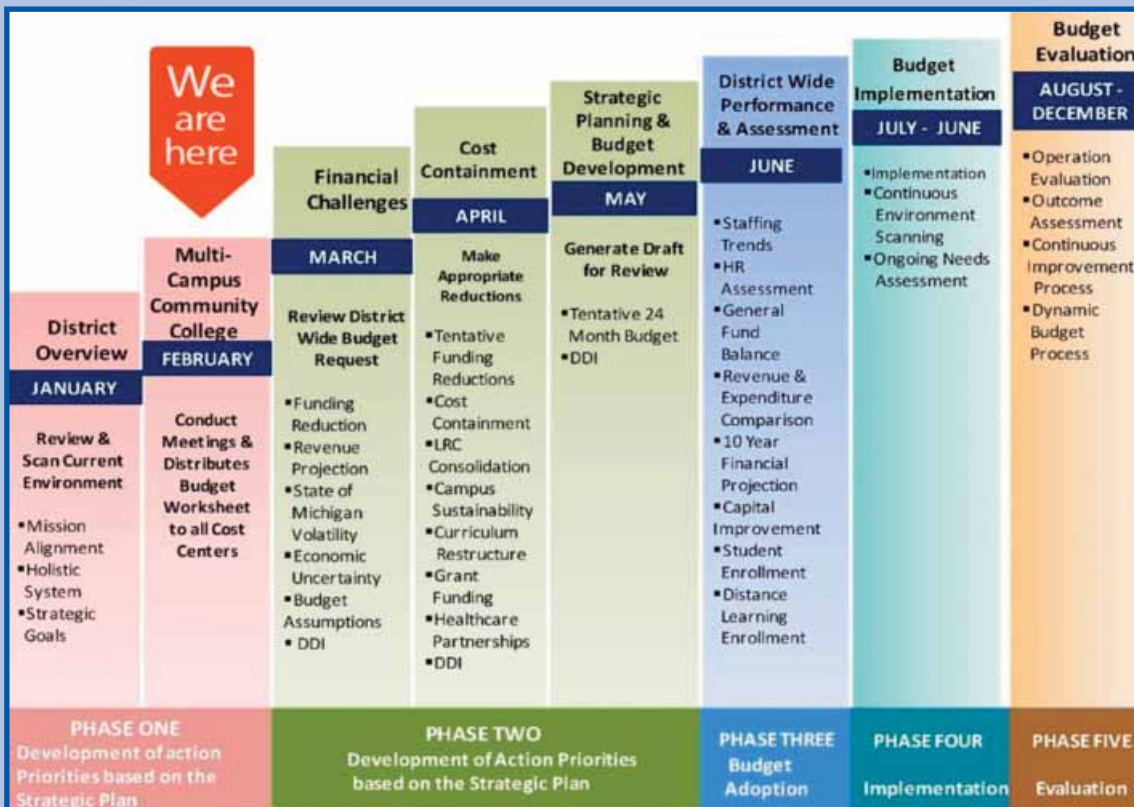 We
are
here
District
Overview
JANUARY
Review &
Scan Current
Environment
▪Mission
Alignment
▪Holistic
System
▪Strategic
Goals
Multi-
Campus
Community
College
FEBRUARY
Conduct
Meetings &
Distributes
Budget
Worksheet
to all Cost
Centers
Financial
Challenges
MARCH
Review District
Wide Budget
Request
▪Funding
Reduction
▪Revenue
Projection
▪State of
Michigan
Volatility
▪Economic
Uncertainty
▪Budget
Assumptions
▪ DDI
Cost
Containment
APRIL
Make
Appropriate
Reductions
▪Tentative
Funding
Reductions
▪Cost
Containment
▪LRC
Consolidation
▪Campus
Sustainability
▪Curriculum
Restructure
▪Grant
Funding
▪Healthcare
Partnerships
▪DDI
Strategic
Planning &
Budget
Development
MAY
Generate Draft
for Review
▪Tentative 24
Month Budget
▪DDI
District Wide
Performance
& Assessment
JUNE
▪Staffing
Trends
▪HR
Assessment
▪General
Fund
Balance
▪Revenue &
Expenditure
Comparison
▪10 Year
Financial
Projection
▪Capital
Improvement
▪Student
Enrollment
▪Distance
Learning
Enrollment
Budget
Implementation
JULY - JUNE
▪Implementation
▪Continuous
Environment
Scanning
▪Ongoing Needs
Assessment
Budget
Evaluation
AUGUST -
DECEMBER
▪Operation
Evaluation
▪Outcome
Assessment
▪Continuous
Improvement
Process
▪Dynamic
Budget
Process
PHASE ONE
Development of action
Priorities based on the
Strategic Plan
PHASE TWO
Development of Action Priorities
based on the Strategic Plan
PHASE THREE
Budget
Adoption
PHASE FOUR
Implementation
PHASE FIVE
Evaluation